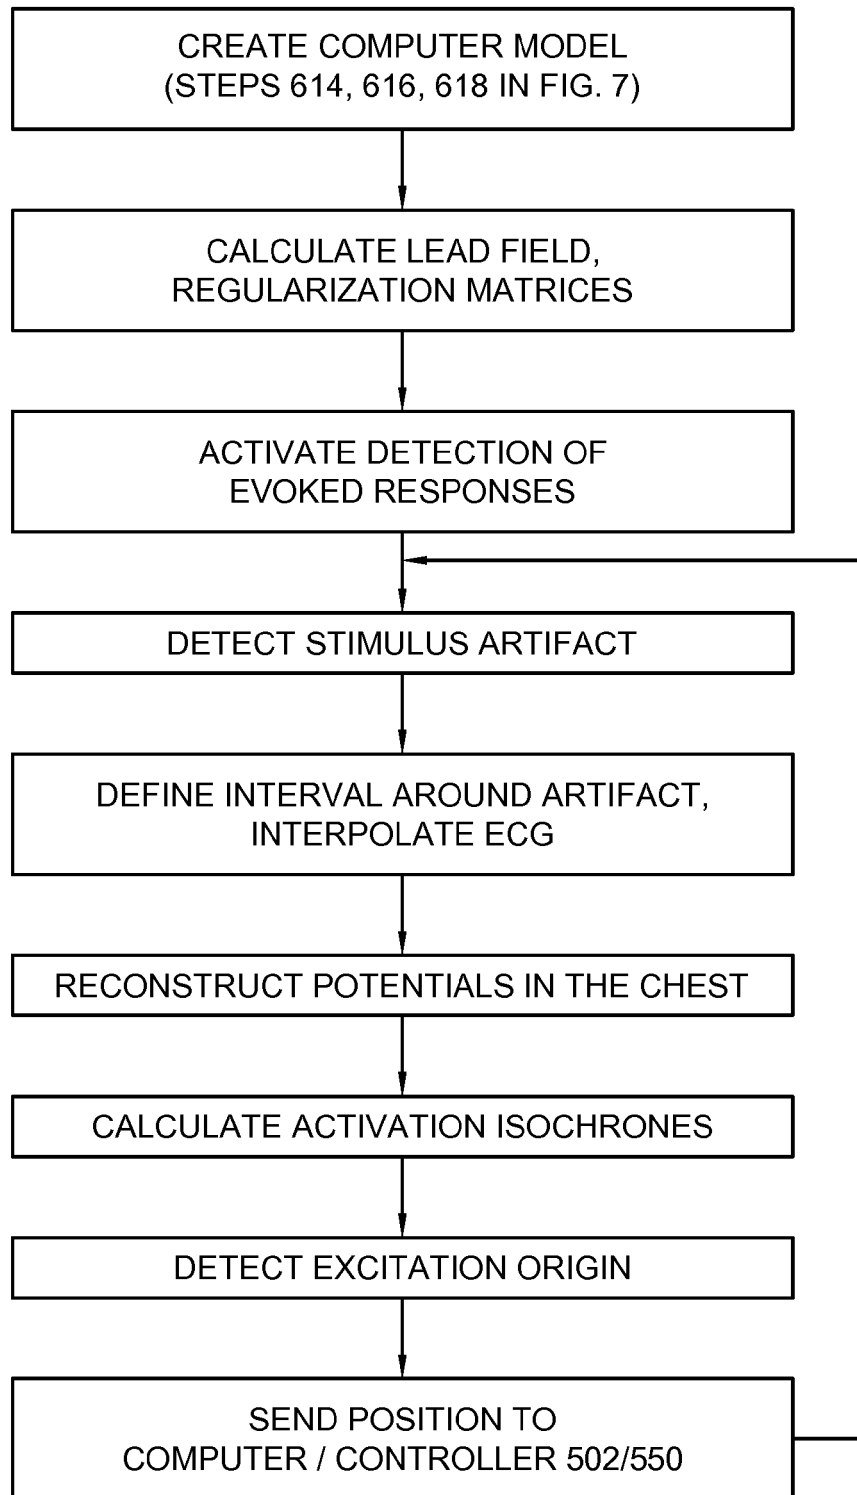 CREATE COMPUTER MODEL
(STEPS 614, 616, 618 IN FIG. 7)
CALCULATE LEAD FIELD,
REGULARIZATION MATRICES
ACTIVATE DETECTION OF
EVOKED RESPONSES
DETECT STIMULUS ARTIFACT
DEFINE INTERVAL AROUND ARTIFACT,
INTERPOLATE ECG
RECONSTRUCT POTENTIALS IN THE CHEST
CALCULATE ACTIVATION ISOCHRONES
DETECT EXCITATION ORIGIN
SEND POSITION TO
COMPUTER / CONTROLLER 502/550